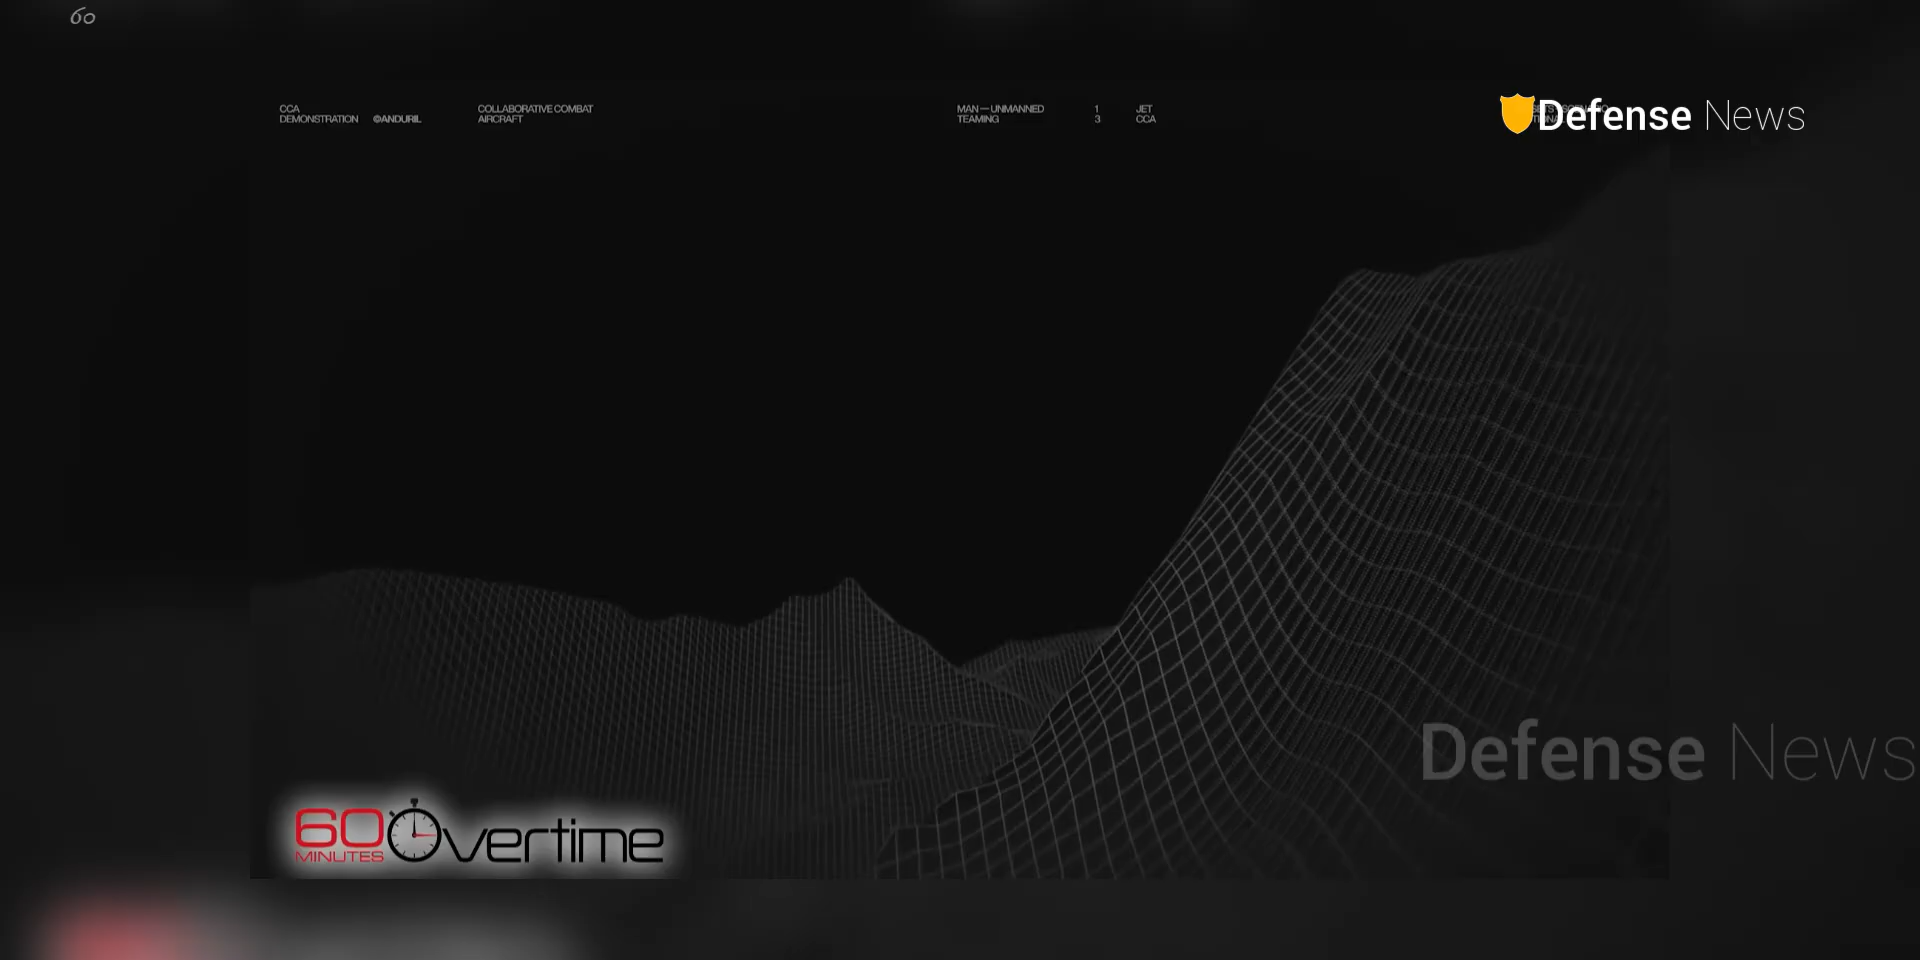 60
CCA
DEMONSTRATION ©ANDURIL
COLLABORATIVE COMBAT
AIRCRAFT
MAN — UNMANNED
TEAMING
1
3
JET
CCA
Defense News
Defense News
60 Overtime
MINUTES